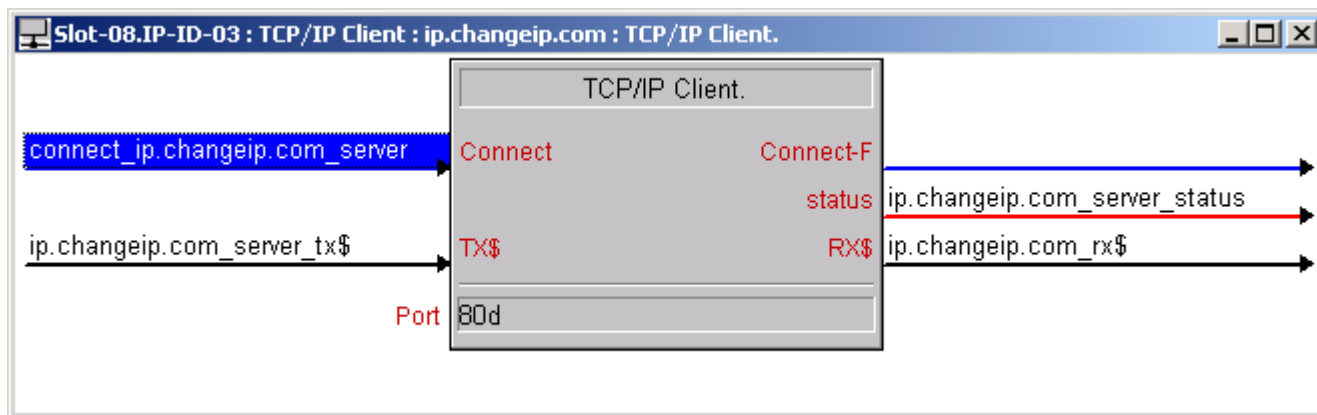 Slot-08.IP-ID-03 : TCP/IP Client : ip.changeip.com : TCP/IP Client.
TCP/IP Client.
connect_ip.changeip.com_server Connect Connect-F
status ip.changeip.com_server_status
ip.changeip.com_server_tx$ TX$ RX$ ip.changeip.com_rx$
Port 80d